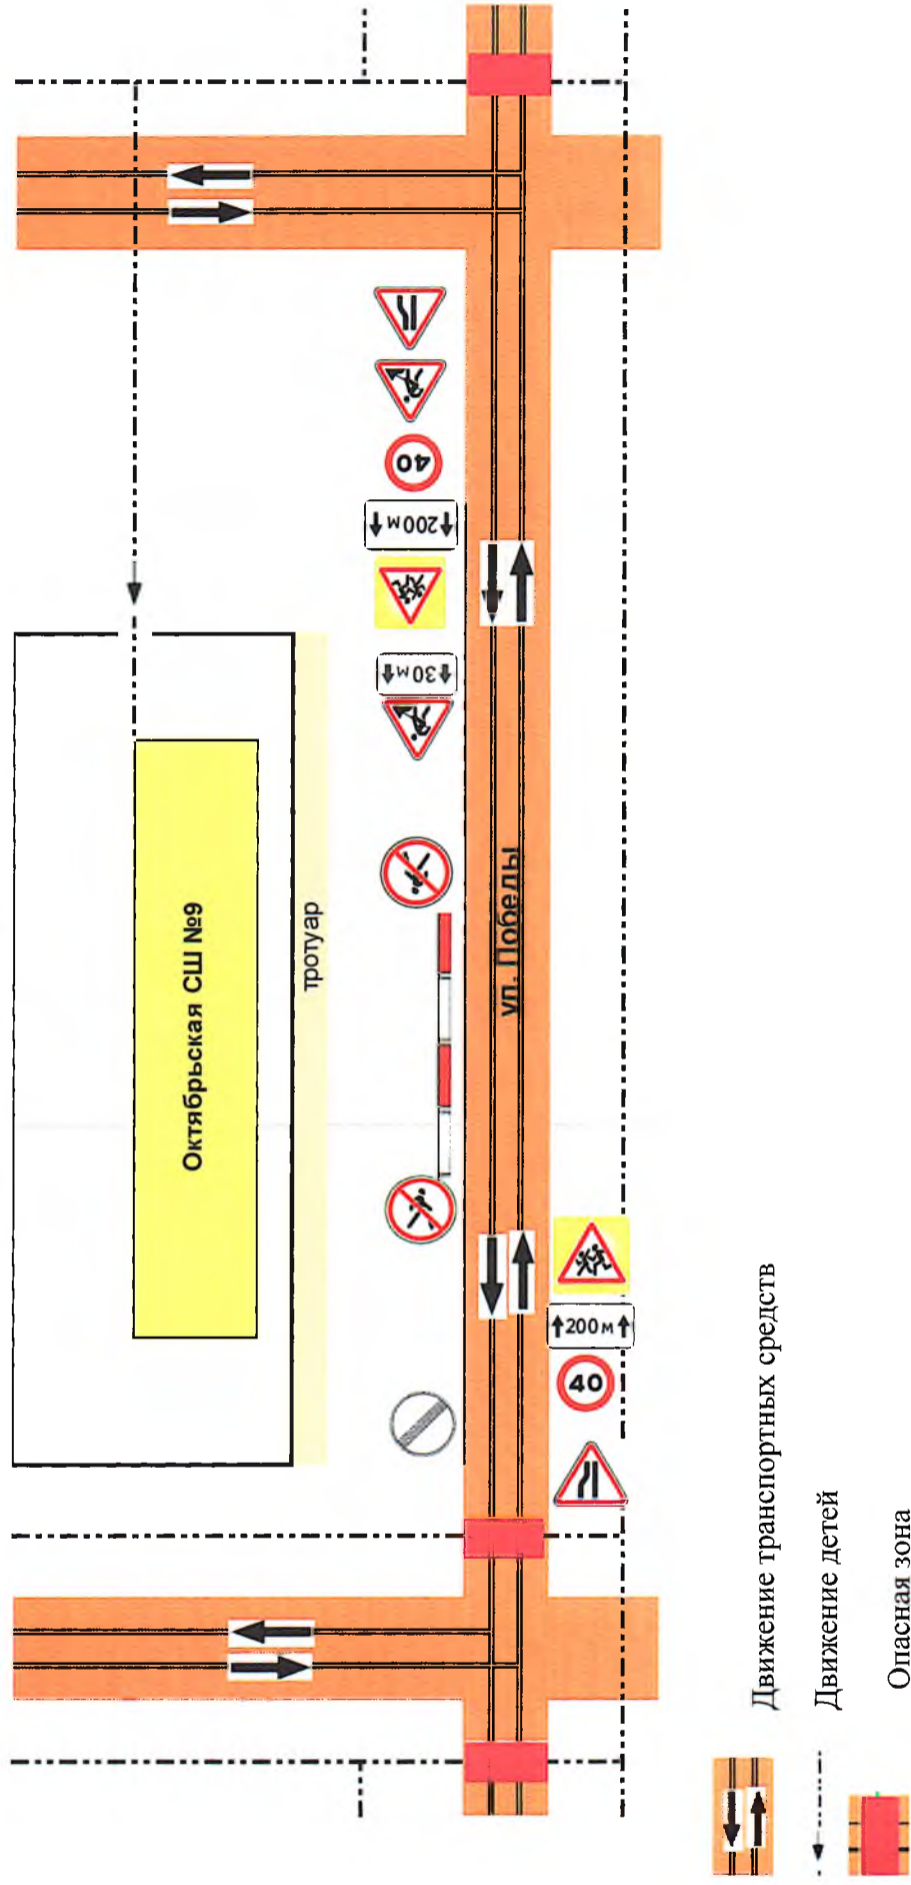 Октябрьская СШ №9
тротуар
ул. Победы
40
200 м
30 м
200 м
40
Движение транспортных средств
Движение детей
Опасная зона